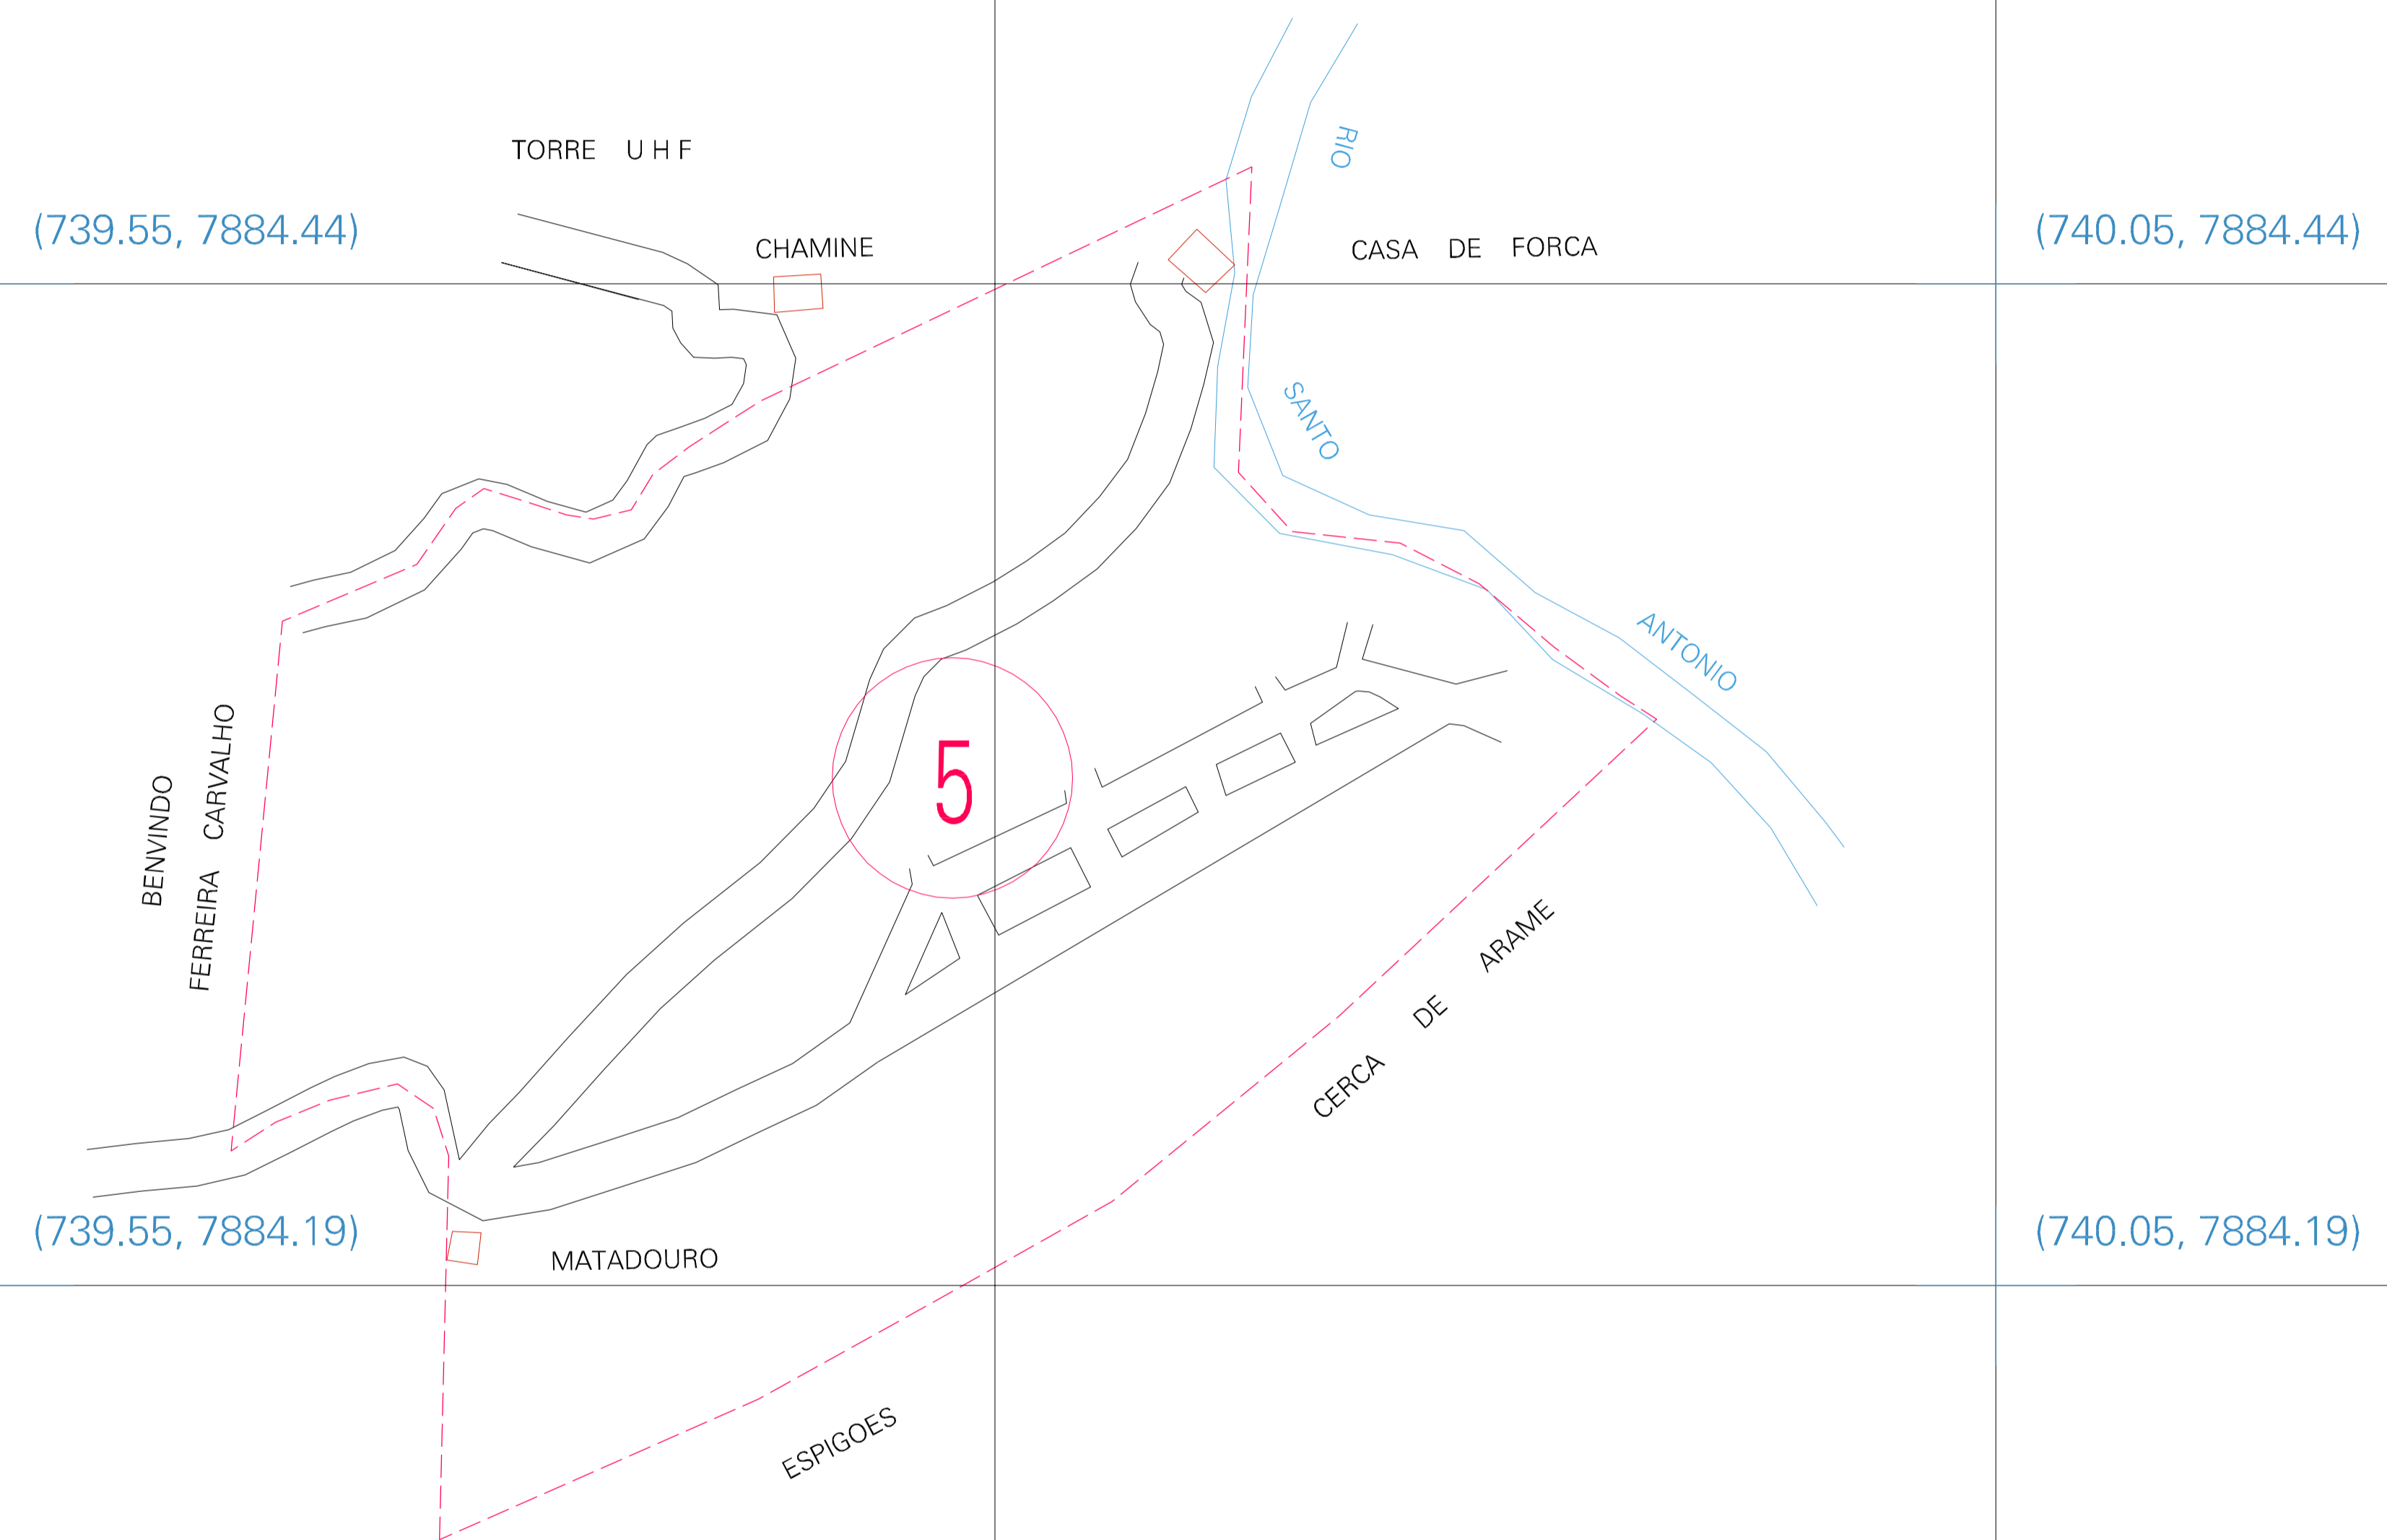 TORRE U H F
RIO
(739.55, 7884.44)
CHAMINE
CASA DE FORCA
(740.05, 7884.44)
SANTO
ANTONIO
BENVINDO
FERREIRA CARVALHO
5
CERCA DE ARAME
(739.55, 7884.19)
MATADOURO
(740.05, 7884.19)
ESPIGOES